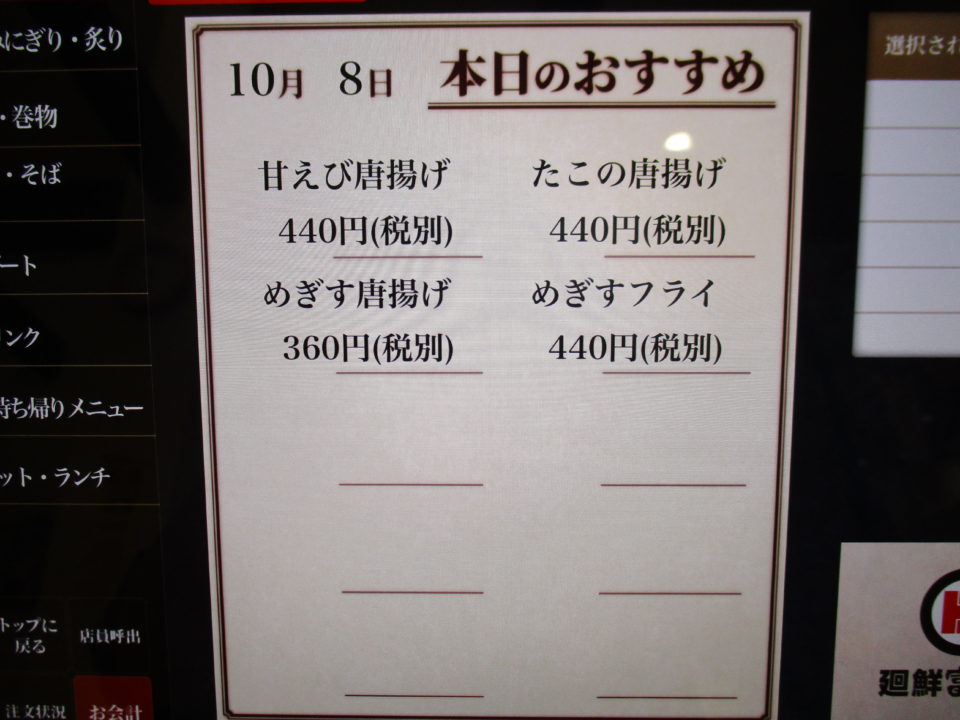 にぎり・炙り
・巻物
・そば
ート
ンク
持ち帰りメニュー
ット・ランチ
トップに
戻る
店員呼出
注文状況
お会計
10月 8日 本日のおすすめ
甘えび唐揚げ
440円(税別)
たこの唐揚げ
440円(税別)
めぎす唐揚げ
360円(税別)
めぎすフライ
440円(税別)
選択され
廻鮮富